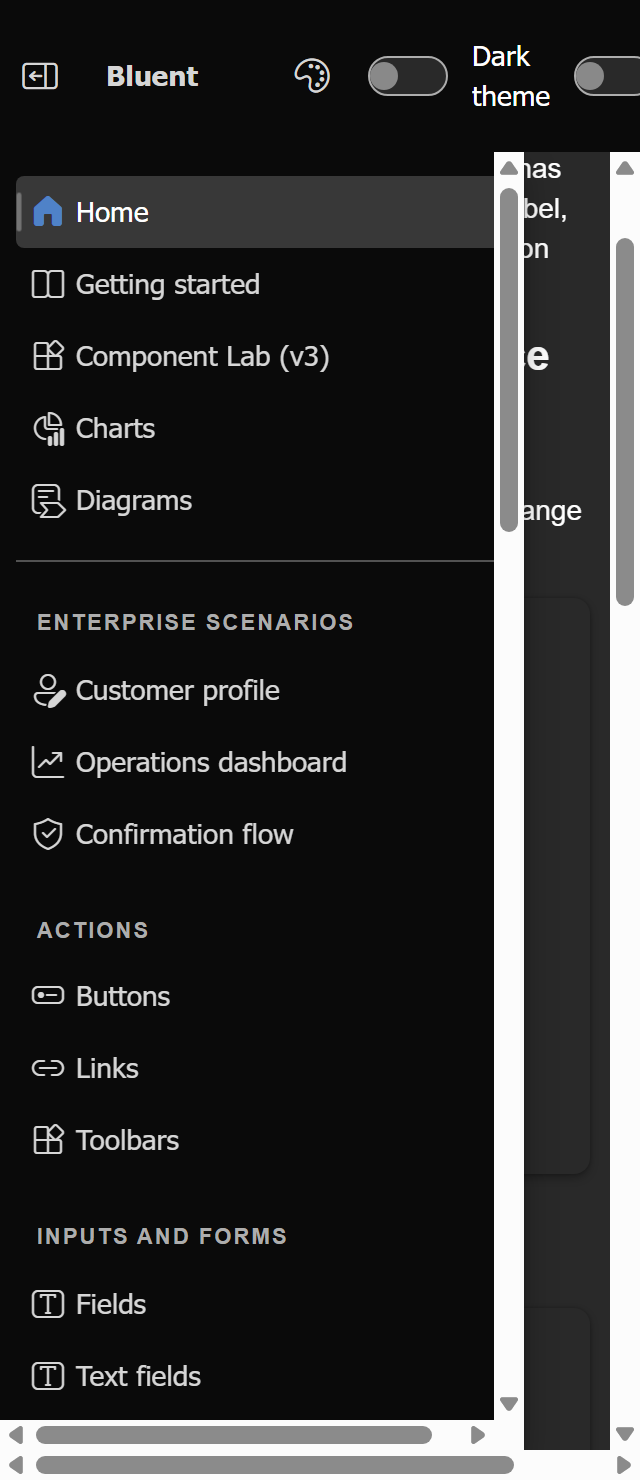 Bluent
Dark
theme
Home
Getting started
Component Lab (v3)
Charts
Diagrams
ENTERPRISE SCENARIOS
Customer profile
Operations dashboard
Confirmation flow
ACTIONS
Buttons
Links
Toolbars
INPUTS AND FORMS
Fields
Text fields